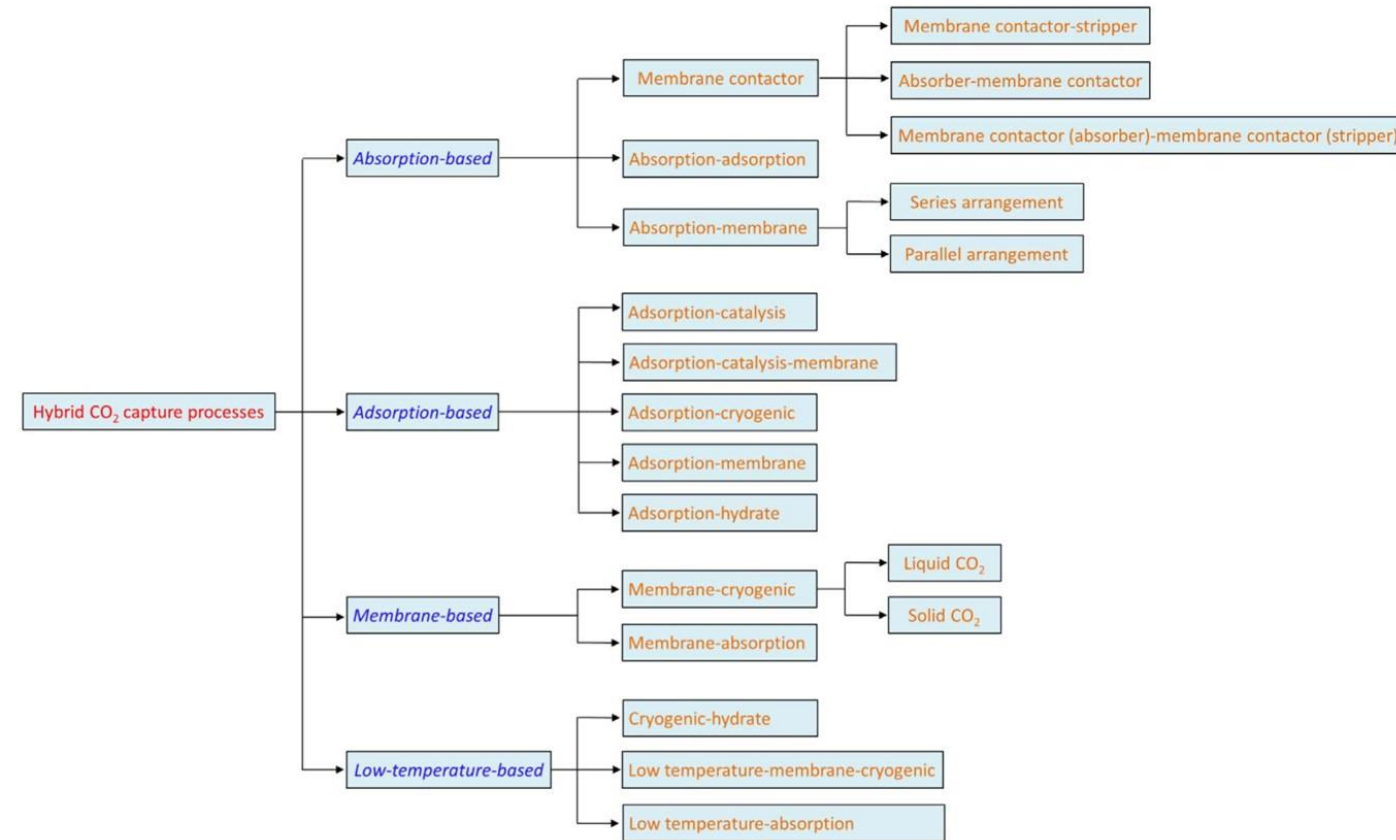 Hybrid CO₂ capture processes
Absorption-based
Membrane contactor
Membrane contactor-stripper
Absorber-membrane contactor
Membrane contactor (absorber)-membrane contactor (stripper)
Absorption-adsorption
Absorption-membrane
Series arrangement
Parallel arrangement
Adsorption-based
Adsorption-catalysis
Adsorption-catalysis-membrane
Adsorption-cryogenic
Adsorption-membrane
Adsorption-hydrate
Membrane-based
Membrane-cryogenic
Liquid CO₂
Solid CO₂
Membrane-absorption
Low-temperature-based
Cryogenic-hydrate
Low temperature-membrane-cryogenic
Low temperature-absorption